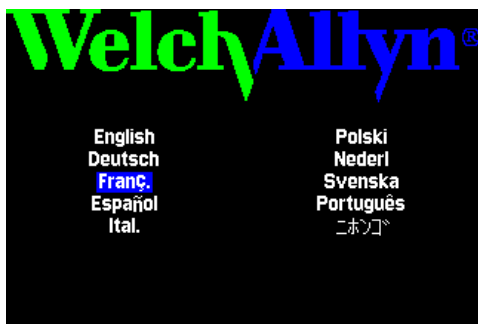 WelchAllyn®
English
Deutsch
Franç.
Español
Ital.
Polski
Nederl
Svenska
Português
ニホンゴ